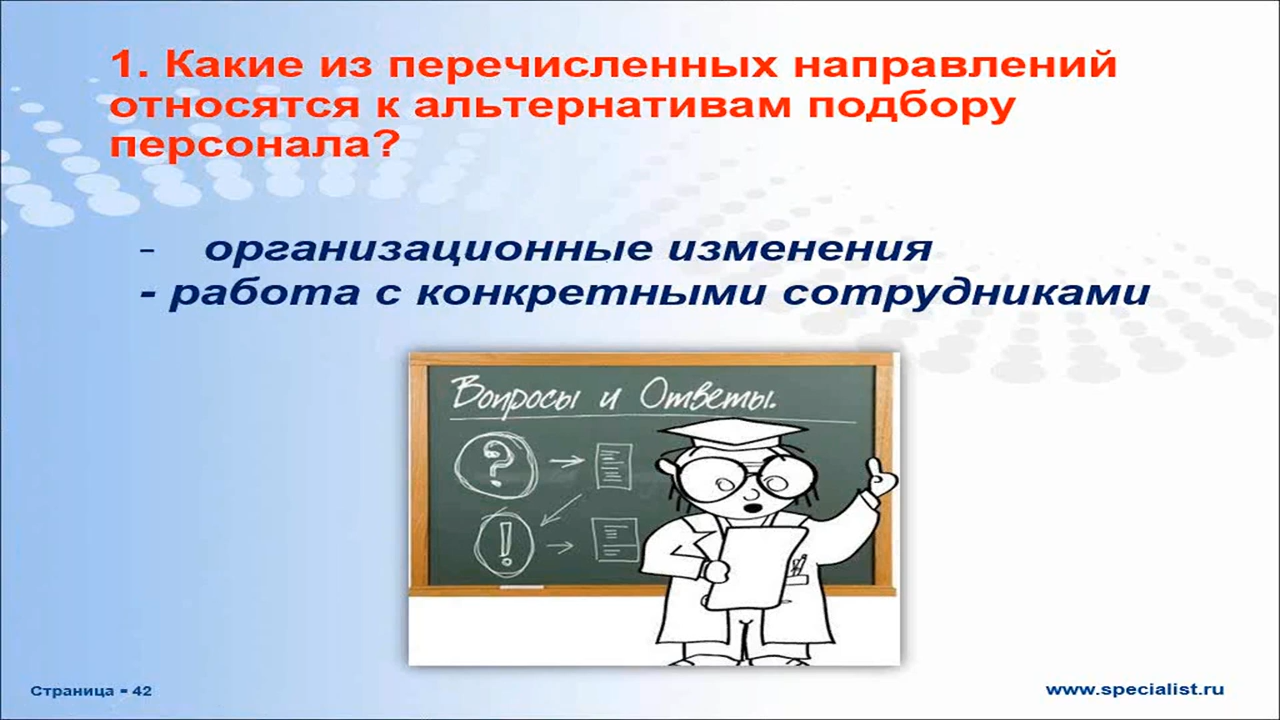 1. Какие из перечисленных направлений
относятся к альтернативам подбору
персонала?
- организационные изменения
- работа с конкретными сотрудниками
Вопросы и Ответы.
?
!
Страница ▪ 42
www.specialist.ru